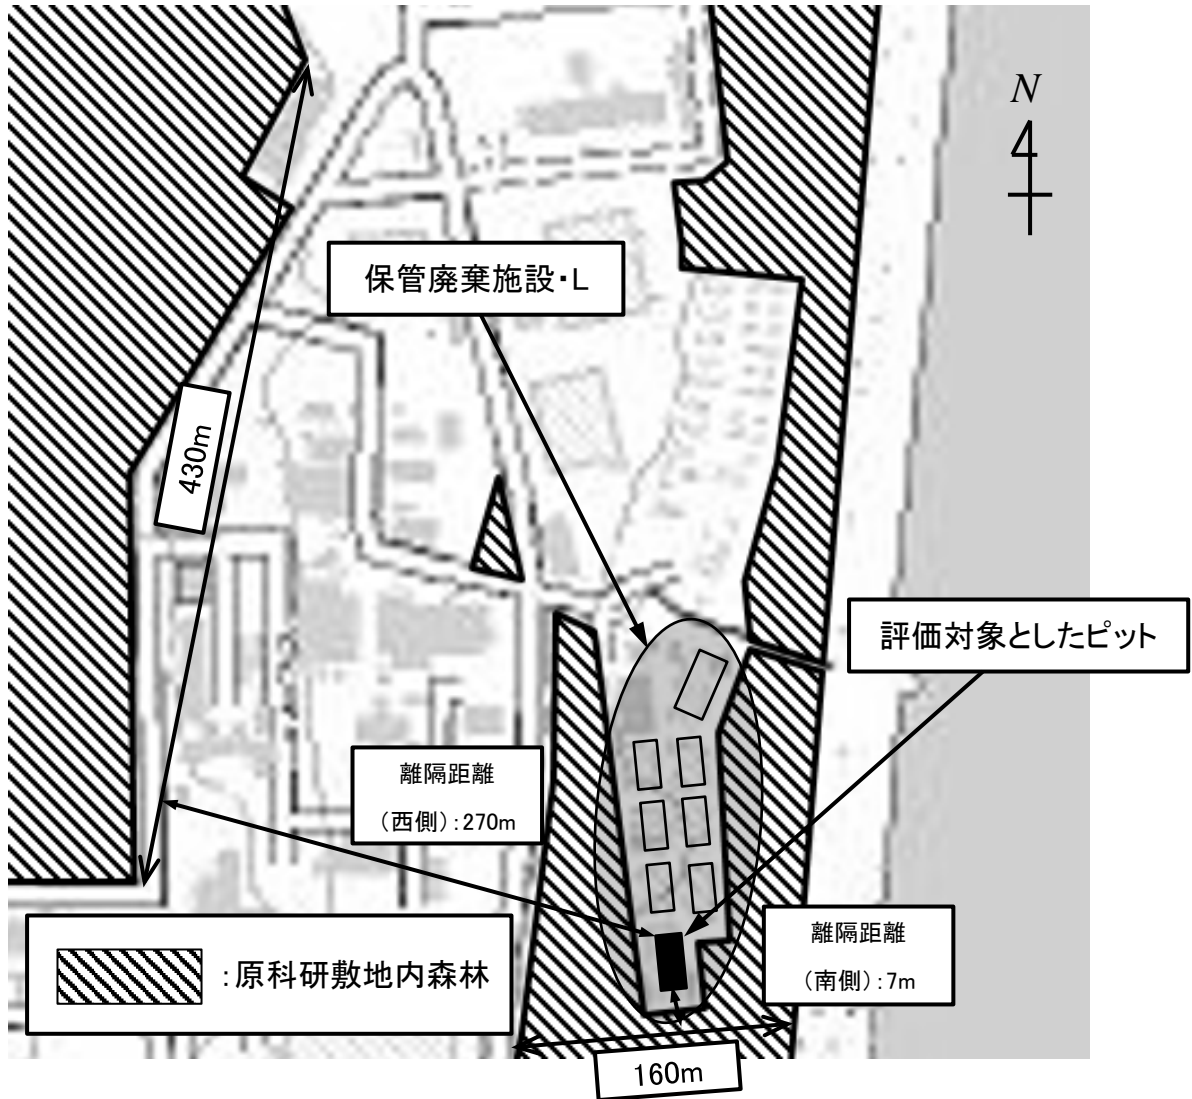 N
保管廃棄施設・L
430m
評価対象としたピット
離隔距離
（西側）：270m
離隔距離
（南側）：7m
：原科研敷地内森林
160m